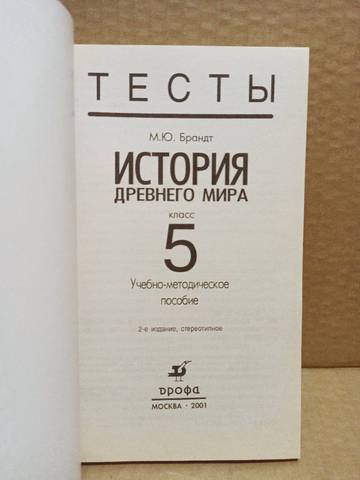 ТЕСТЫ
М.Ю. Брандт
ИСТОРИЯ
ДРЕВНЕГО МИРА
класс
5
Учебно-методическое
пособие
2-е издание, стереотипное
дрофа
МОСКВА · 2001